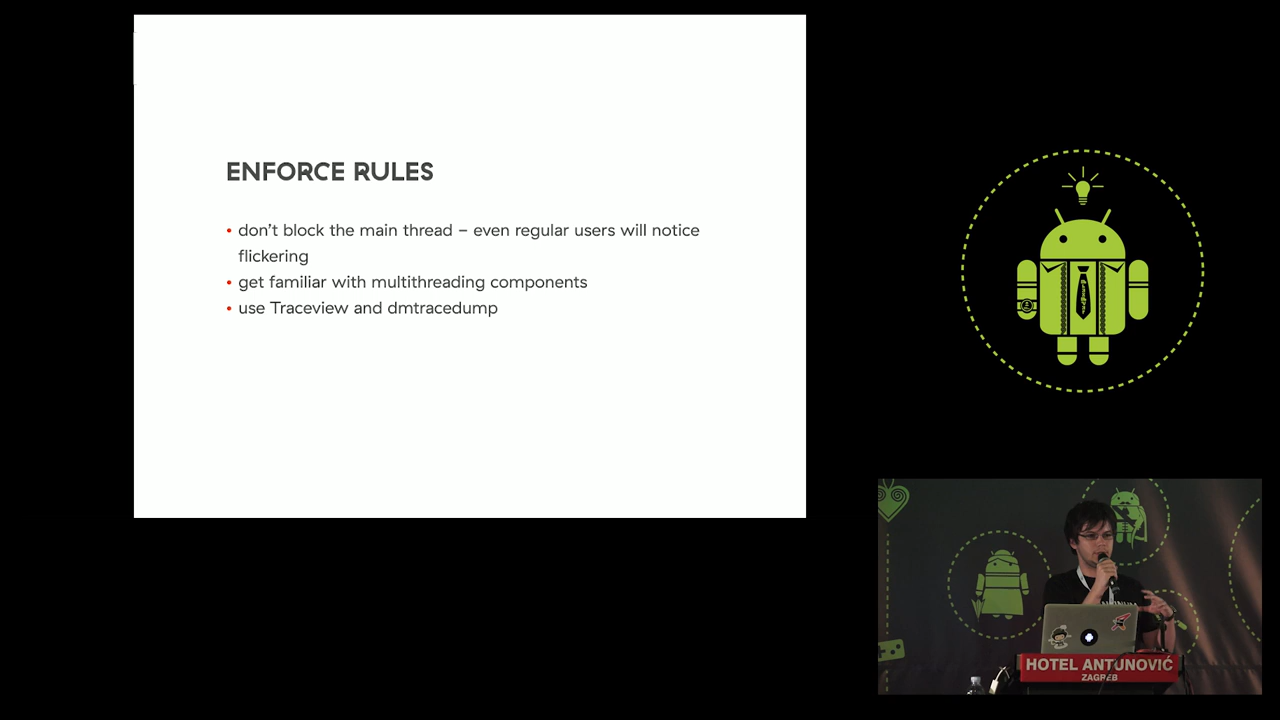 ENFORCE RULES
• don't block the main thread – even regular users will notice
flickering
• get familiar with multithreading components
• use Traceview and dmtracedump
HOTEL ANTUNOVIĆ
ZAGREB